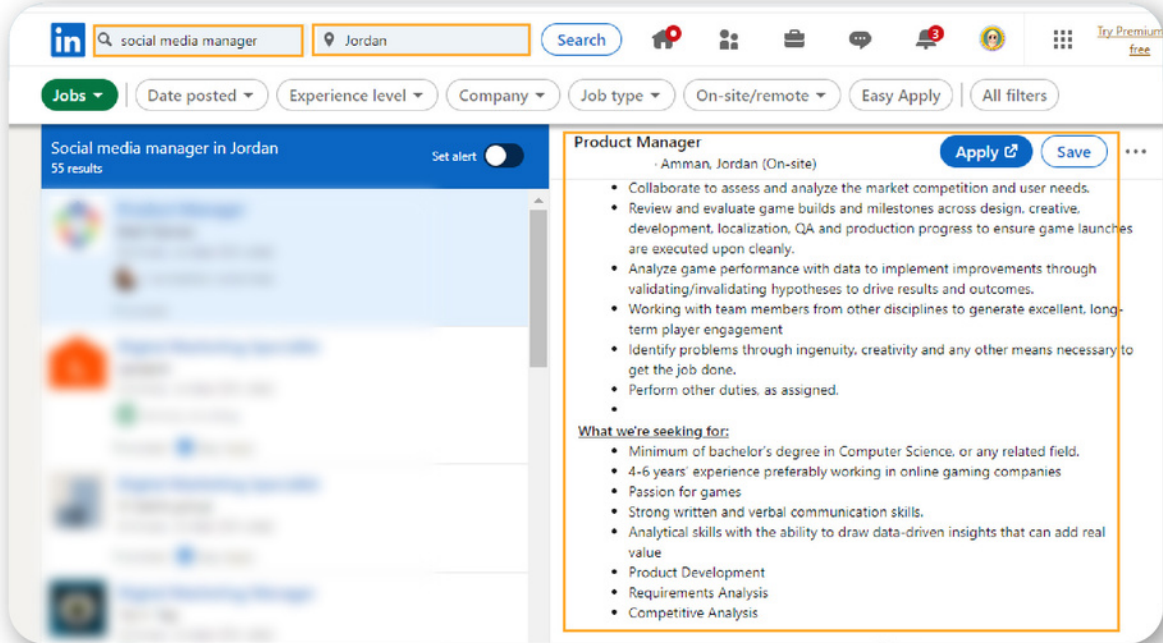 in
social media manager
Jordan
Search
3
Try Premium
free
Jobs
Date posted
Experience level
Company
Job type
On-site/remote
Easy Apply
All filters
Social media manager in Jordan
55 results
Set alert
Product Manager
· Amman, Jordan (On-site)
Apply
Save
• Collaborate to assess and analyze the market competition and user needs.
• Review and evaluate game builds and milestones across design, creative,
development, localization, QA and production progress to ensure game launches
are executed upon cleanly.
• Analyze game performance with data to implement improvements through
validating/invalidating hypotheses to drive results and outcomes.
• Working with team members from other disciplines to generate excellent, long-
term player engagement
• Identify problems through ingenuity, creativity and any other means necessary to
get the job done.
• Perform other duties, as assigned.
•
What we're seeking for:
• Minimum of bachelor's degree in Computer Science, or any related field.
• 4-6 years' experience preferably working in online gaming companies
• Passion for games
• Strong written and verbal communication skills.
• Analytical skills with the ability to draw data-driven insights that can add real
value
• Product Development
• Requirements Analysis
• Competitive Analysis